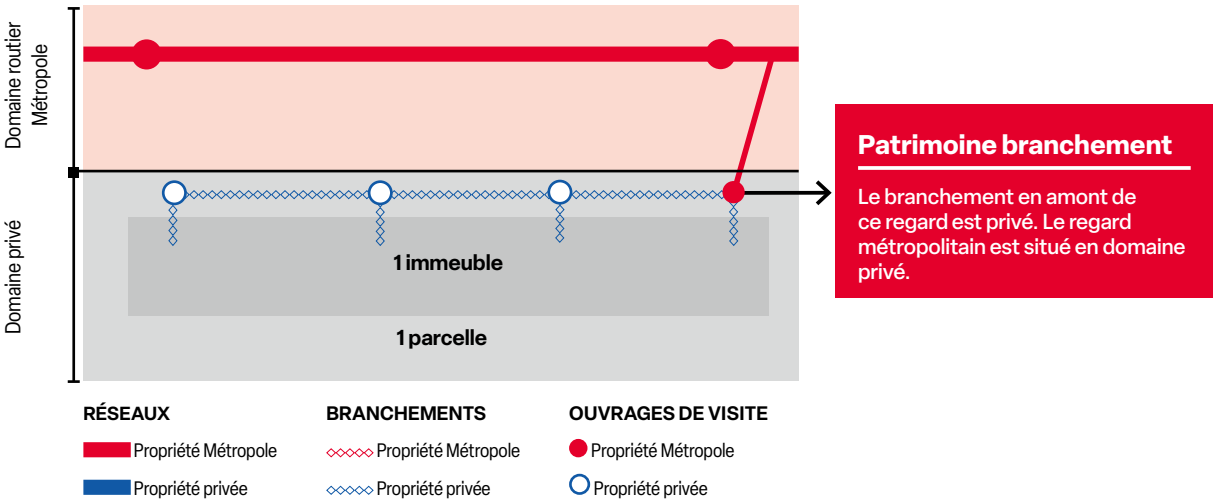 Domaine routier
Métropole
Domaine privé
1 immeuble
1 parcelle
Patrimoine branchement
Le branchement en amont de
ce regard est privé. Le regard
métropolitain est situé en domaine
privé.
RÉSEAUX
Propriété Métropole
Propriété privée
BRANCHEMENTS
Propriété Métropole
Propriété privée
OUVRAGES DE VISITE
Propriété Métropole
Propriété privée